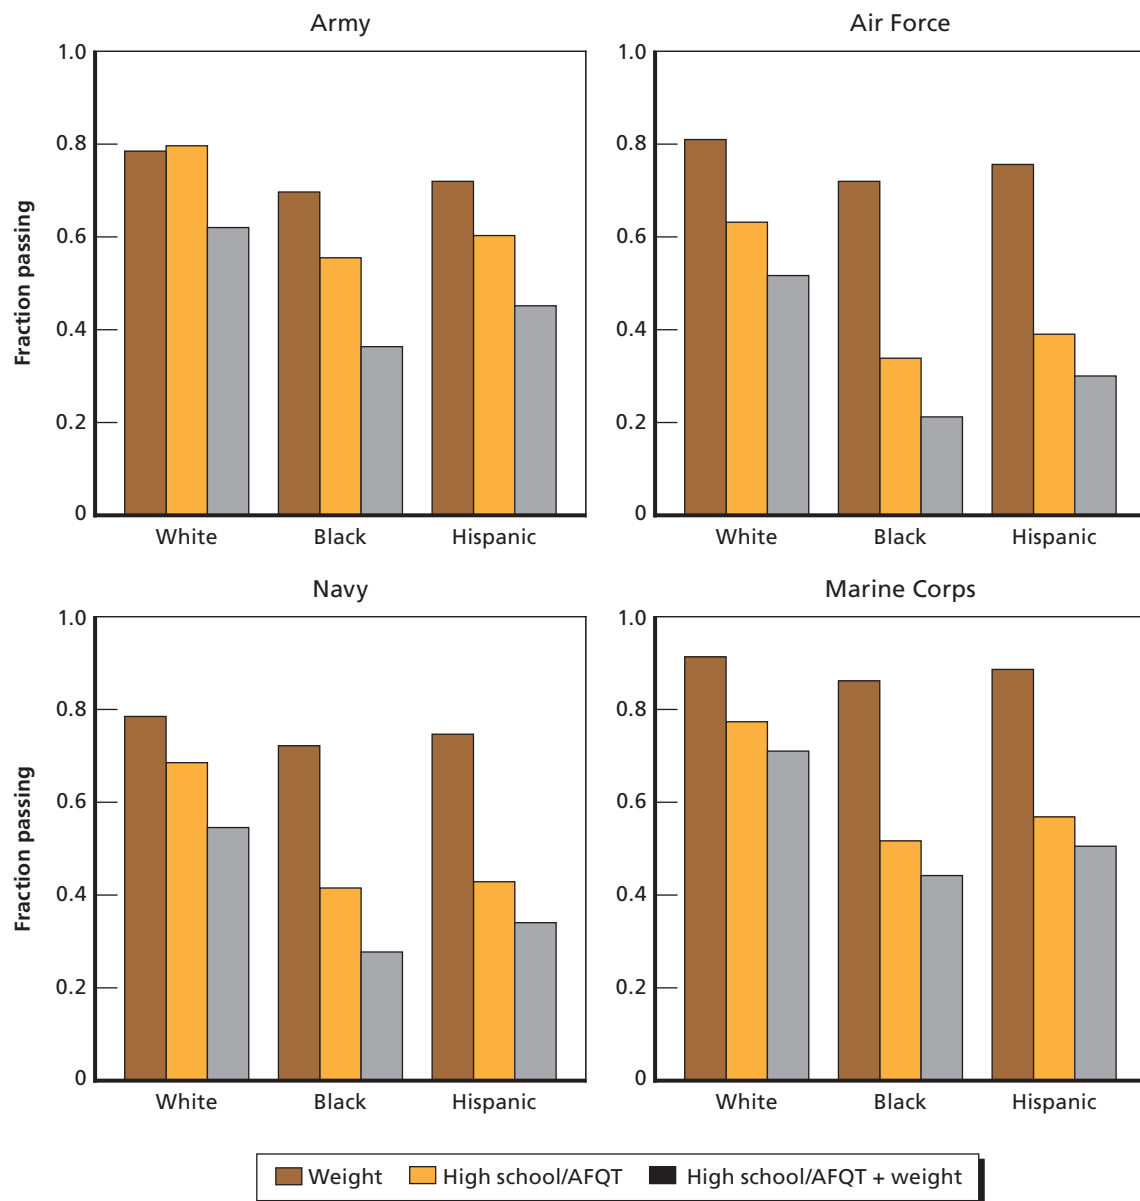 Army
Air Force
1.0
0.8
0.6
0.4
0.2
0
Fraction passing
White Black Hispanic
1.0
0.8
0.6
0.4
0.2
0
White Black Hispanic
Navy
Marine Corps
1.0
0.8
0.6
0.4
0.2
0
Fraction passing
White Black Hispanic
1.0
0.8
0.6
0.4
0.2
0
White Black Hispanic
Weight High school/AFQT High school/AFQT + weight